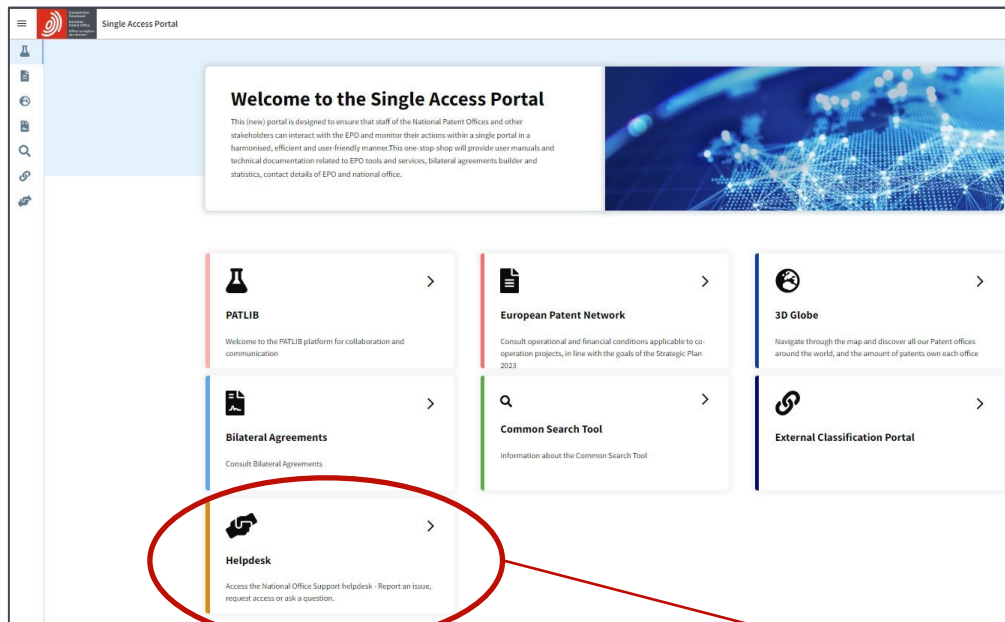 Single Access Portal
Welcome to the Single Access Portal
This (new) portal is designed to ensure that staff of the National Patent Offices and other
stakeholders can interact with the EPO and monitor their actions within a single portal in a
harmonised, efficient and user-friendly manner.This one-stop-shop will provide user manuals and
technical documentation related to EPO tools and services, bilateral agreements builder and
statistics, contact details of EPO and national office.
PATLIB
Welcome to the PATLIB platform for collaboration and
communication
European Patent Network
Consult operational and financial conditions applicable to co-
operation projects, in line with the goals of the Strategic Plan
2023
3D Globe
Navigate through the map and discover all our Patent offices
around the world, and the amount of patents own each office
Bilateral Agreements
Consult Bilateral Agreements
Common Search Tool
Information about the Common Search Tool
External Classification Portal
Helpdesk
Access the National Office Support helpdesk - Report an issue,
request access or ask a question.